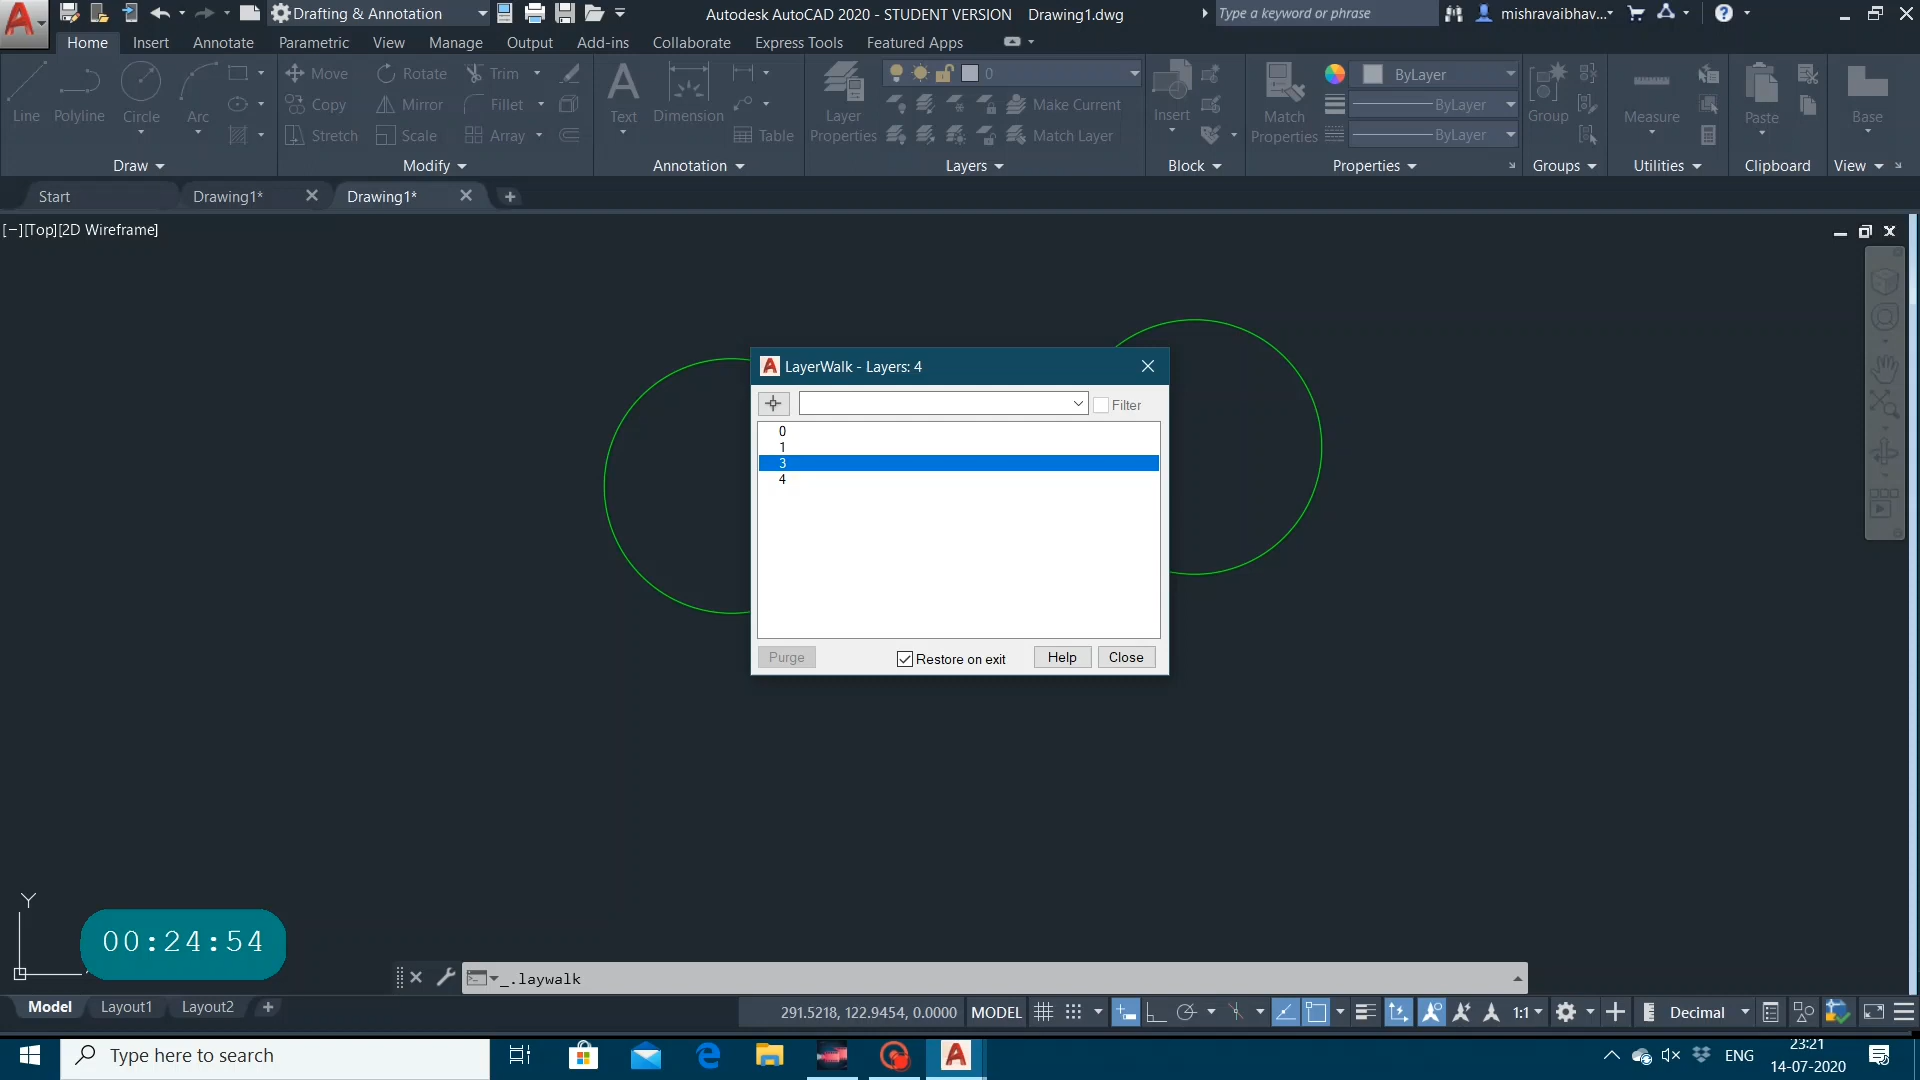 Drafting & Annotation
Autodesk AutoCAD 2020 - STUDENT VERSION Drawing1.dwg
Type a keyword or phrase
mishravaibhav...
Home Insert Annotate Parametric View Manage Output Add-ins Collaborate Express Tools Featured Apps
Line Polyline Circle Arc
Move Rotate Trim
Copy Mirror Fillet
Stretch Scale Array
Text Dimension Table
Layer Properties
0
Make Current
Match Layer
Insert
Match Properties
ByLayer
ByLayer
ByLayer
Group Measure Paste Base
Draw Modify Annotation Layers Block Properties Groups Utilities Clipboard View
Start Drawing1* Drawing1*
[−][Top][2D Wireframe]
LayerWalk - Layers: 4
Filter
0
1
3
4
Purge Restore on exit Help Close
Y
00:24:54
_.laywalk
Model Layout1 Layout2
291.5218, 122.9454, 0.0000 MODEL 1:1 Decimal
Type here to search
ENG
23:21
14-07-2020